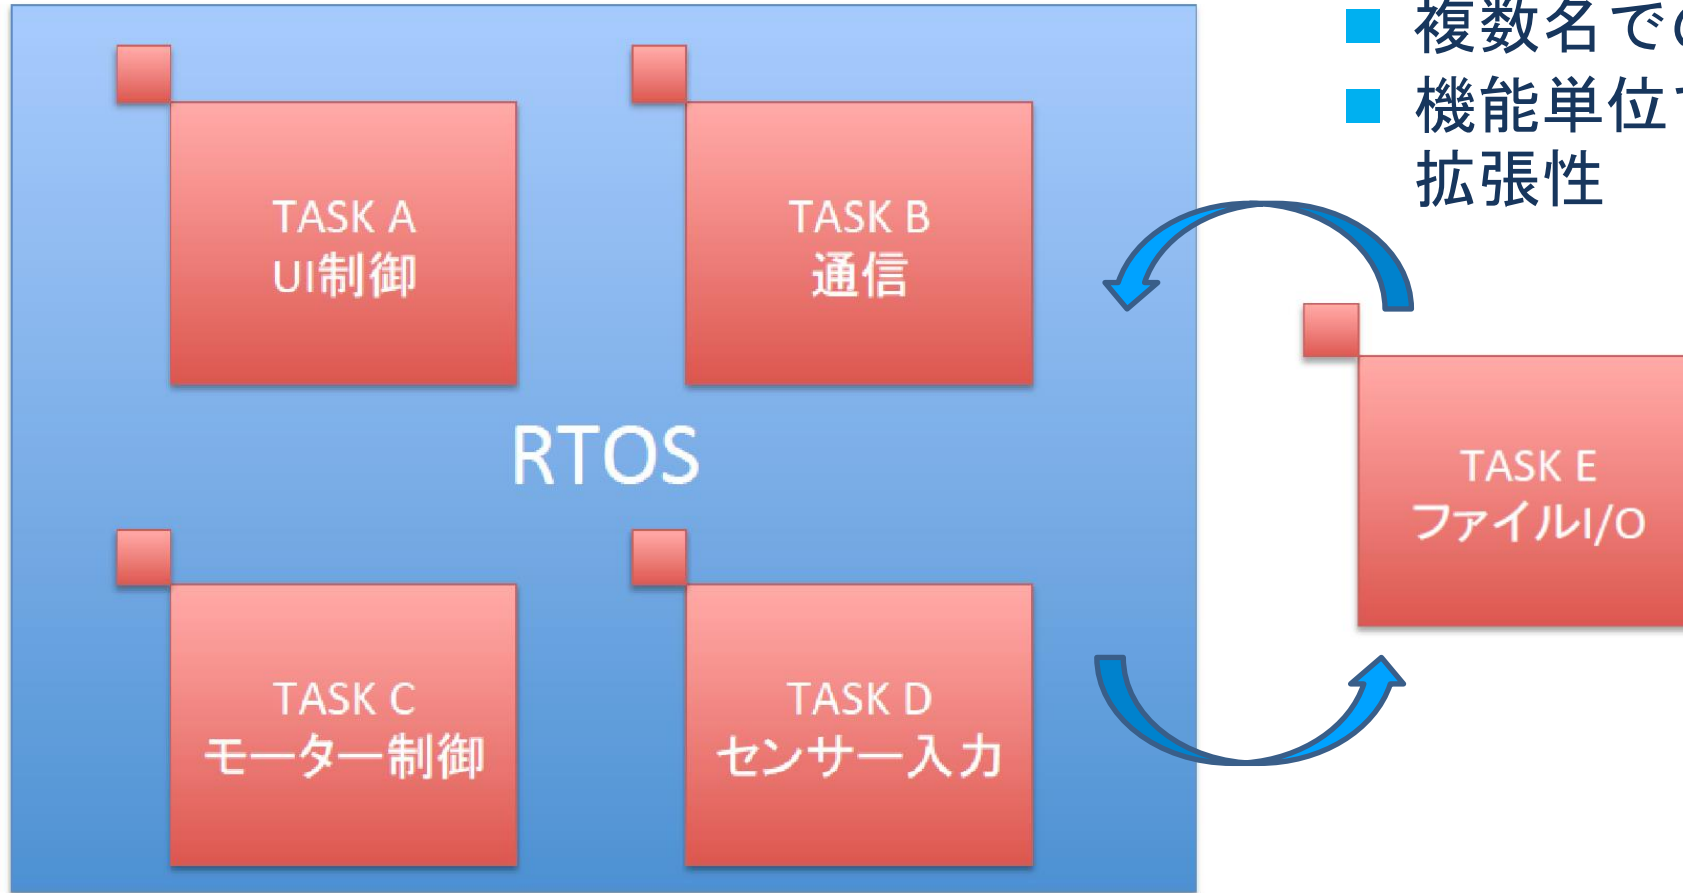 複数名で
機能単位
拡張性
TASK A
UI制御
TASK B
通信
RTOS
TASK E
ファイルI/O
TASK C
モーター制御
TASK D
センサー入力